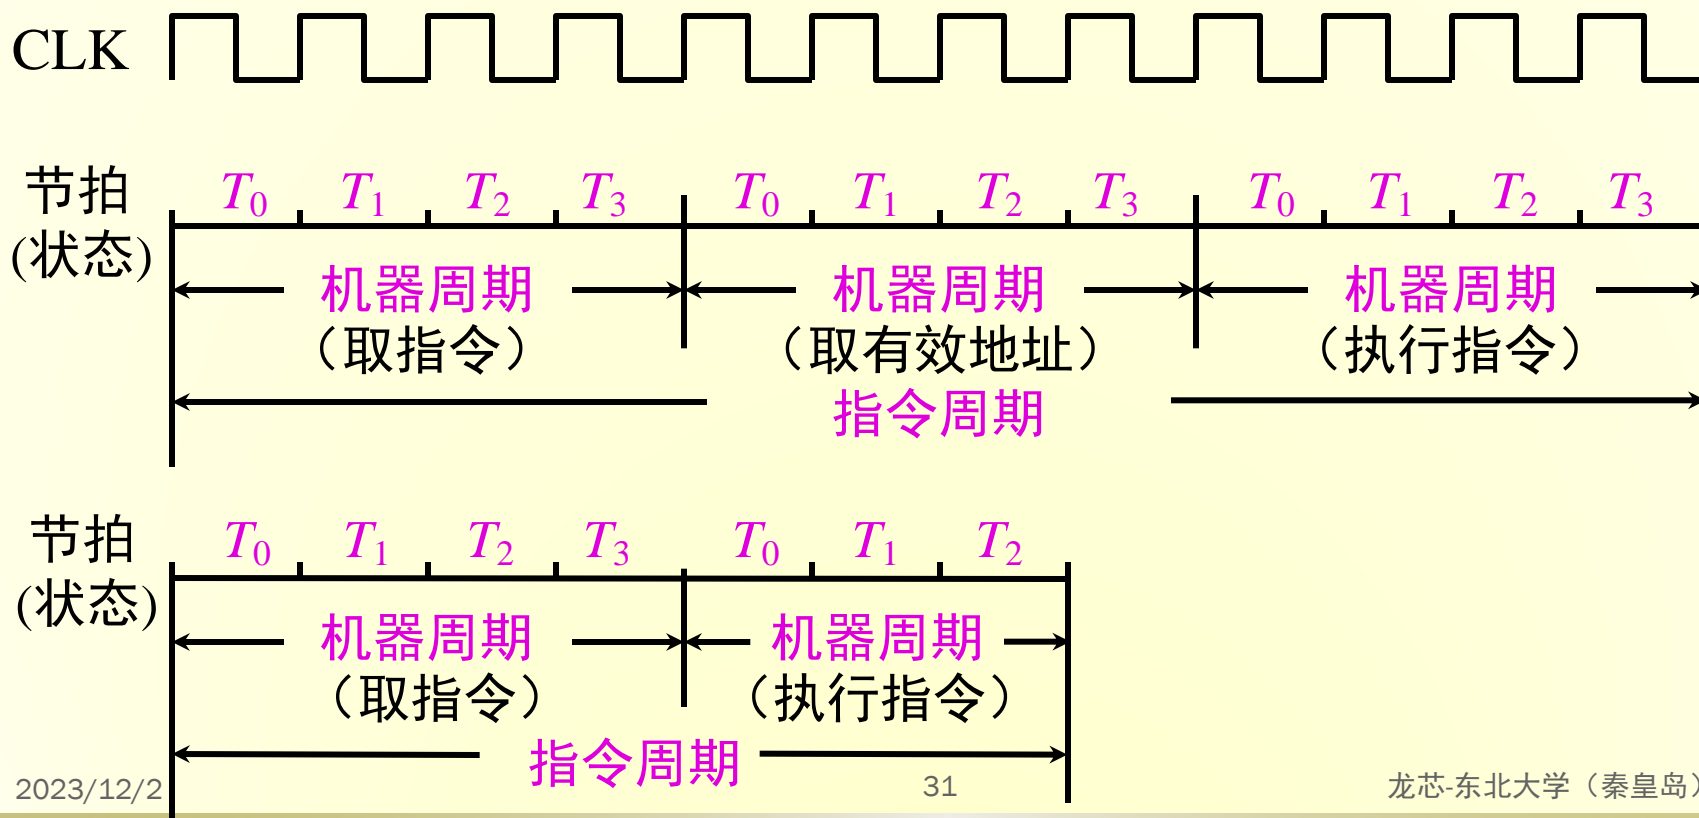 CLK
节拍
(状态)
T0 T1 T2 T3 T0 T1 T2 T3 T0 T1 T2 T3
机器周期 机器周期 机器周期
（取指令） （取有效地址） （执行指令）
指令周期
节拍
(状态)
T0 T1 T2 T3 T0 T1 T2
机器周期 机器周期
（取指令） （执行指令）
指令周期
2023/12/2 31 龙芯-东北大学（秦皇岛）